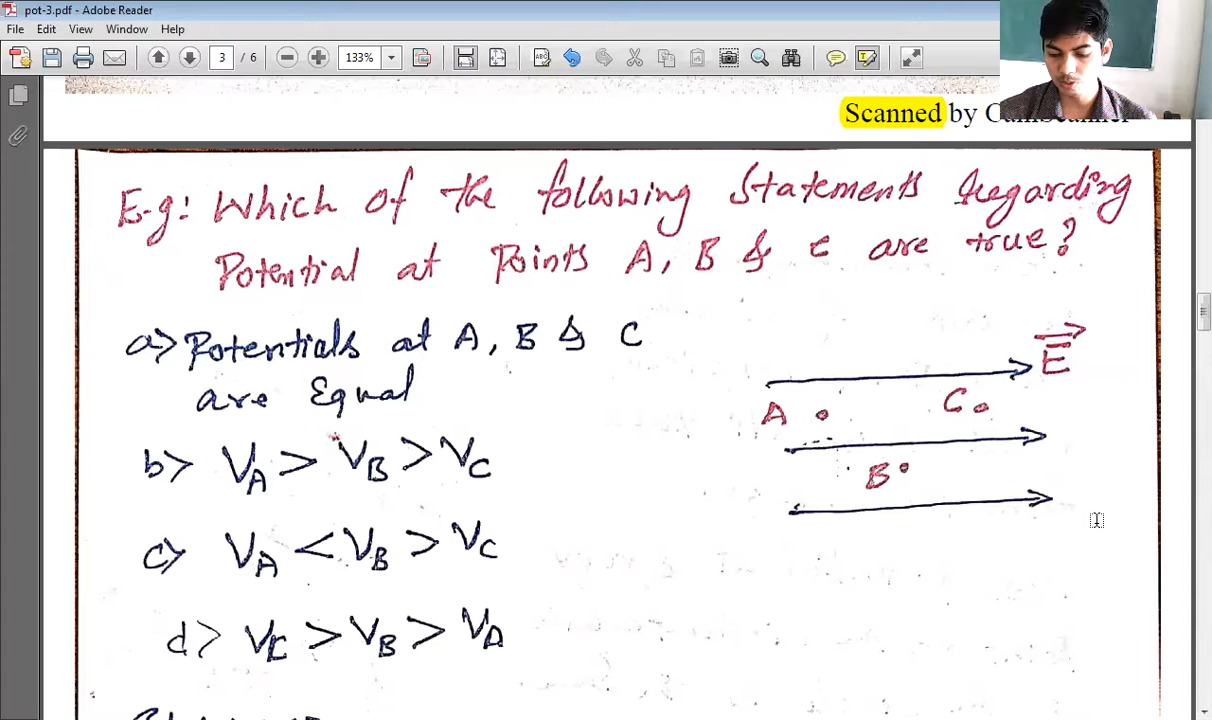 pot-3.pdf - Adobe Reader
File Edit View Window Help
3 / 6 133%
Scanned by CamScanner
E-g: Which of the following Statements Regarding
Potential at Points A, B & C are true?
a> Potentials at A, B & C
are Equal
b> VA > VB > VC
c> VA < VB > VC
d> VC > VB > VA
E
A C
B